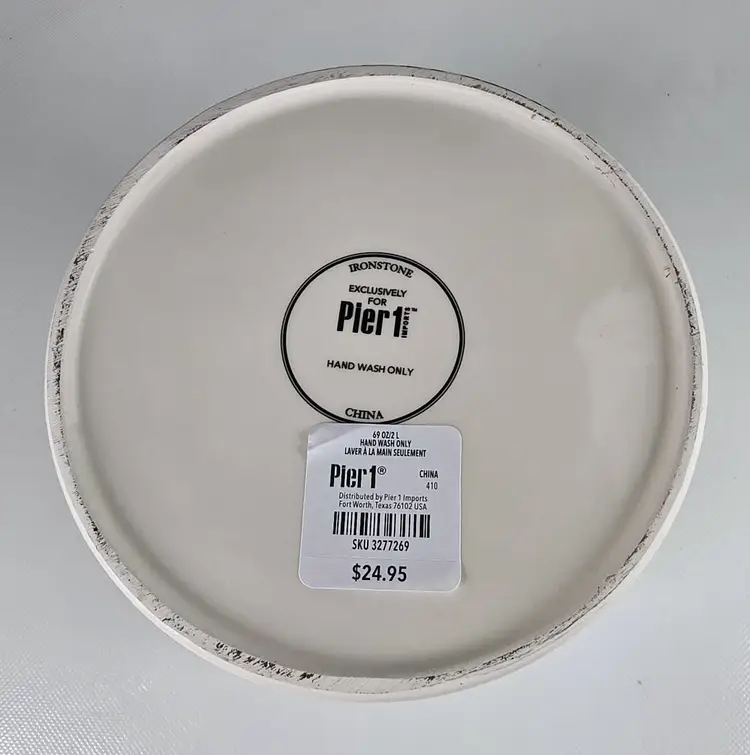 IRONSTONE
EXCLUSIVELY
FOR
Pier 1 IMPORTS™
HAND WASH ONLY
CHINA
69 OZ/2 L
HAND WASH ONLY
LAVER À LA MAIN SEULEMENT
Pier 1® CHINA
410
Distributed by Pier 1 Imports
Fort Worth, Texas 76102 USA
SKU 3277269
$24.95